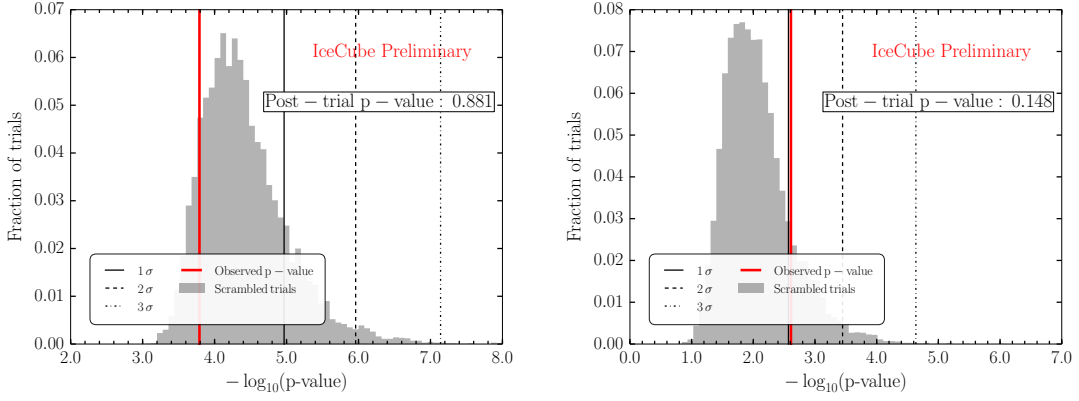 0.07
0.06
0.05
0.04
0.03
0.02
0.01
0.00
Fraction of trials
IceCube Preliminary
Post − trial p − value : 0.881
1 σ
2 σ
3 σ
Observed p − value
Scrambled trials
2.0 3.0 4.0 5.0 6.0 7.0 8.0
− log10(p-value)
0.08
0.07
0.06
0.05
0.04
0.03
0.02
0.01
0.00
Fraction of trials
IceCube Preliminary
Post − trial p − value : 0.148
1 σ
2 σ
3 σ
Observed p − value
Scrambled trials
0.0 1.0 2.0 3.0 4.0 5.0 6.0 7.0
− log10(p-value)